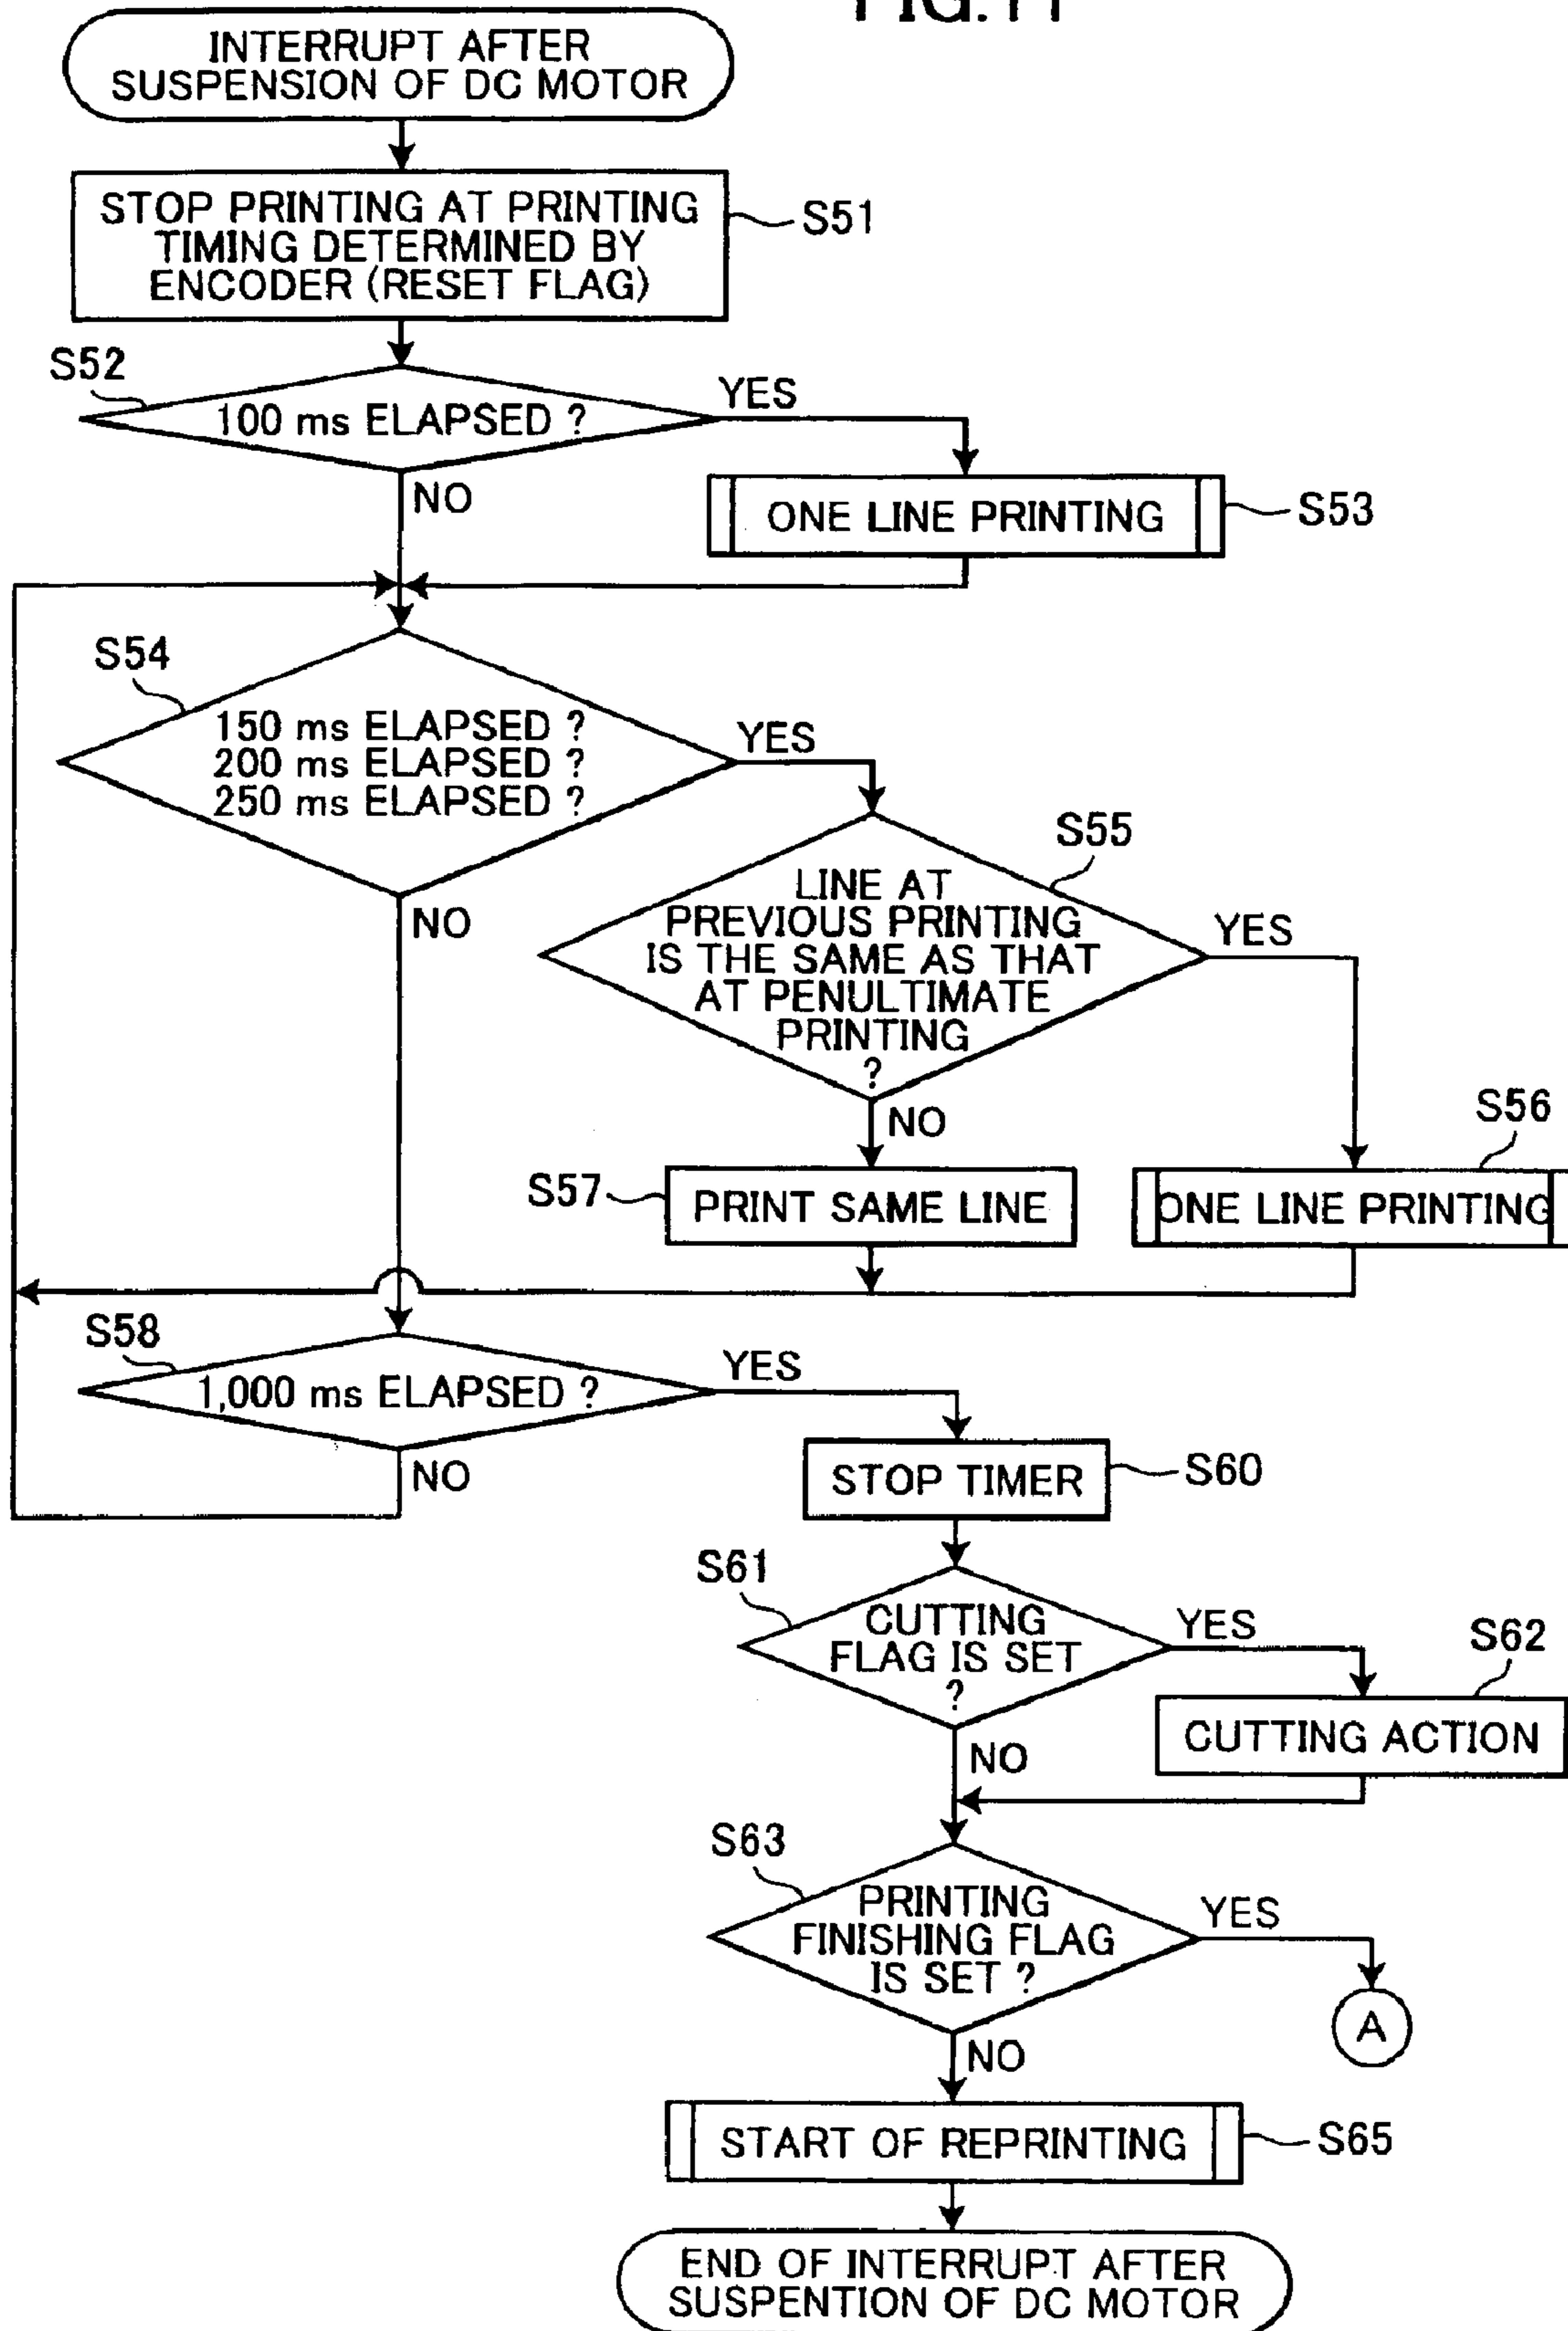 FIG.11
INTERRUPT AFTER
SUSPENSION OF DC MOTOR
STOP PRINTING AT PRINTING
TIMING DETERMINED BY
ENCODER (RESET FLAG)
S51
S52
100 ms ELAPSED ?
YES
NO
ONE LINE PRINTING
S53
S54
150 ms ELAPSED ?
200 ms ELAPSED ?
250 ms ELAPSED ?
YES
NO
S55
LINE AT
PREVIOUS PRINTING
IS THE SAME AS THAT
AT PENULTIMATE
PRINTING
?
YES
NO
S56
S57
PRINT SAME LINE
ONE LINE PRINTING
S58
1,000 ms ELAPSED ?
YES
NO
STOP TIMER
S60
S61
CUTTING
FLAG IS SET
?
YES
NO
S62
CUTTING ACTION
S63
PRINTING
FINISHING FLAG
IS SET ?
YES
A
NO
START OF REPRINTING
S65
END OF INTERRUPT AFTER
SUSPENTION OF DC MOTOR